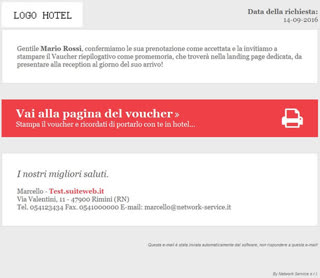 LOGO HOTEL
Data della richiesta:
14-09-2016
Gentile Mario Rossi, confermiamo le sua prenotazione come accettata e la invitiamo a
stampare il Voucher riepilogativo come promemoria, che troverà nella landing page dedicata, da
presentare alla reception al giorno del suo arrivo!
Vai alla pagina del voucher »
Stampa il voucher e ricordati di portarlo con te in hotel...
I nostri migliori saluti.
Marcello - Test.suiteweb.it
Via Valentini, 11 - 47900 Rimini (RN)
Tel. 054123434 Fax. 0541000000 E-mail: marcello@network-service.it
Questa e-mail è stata inviata automaticamente dal software, non rispondere a questa e-mail!
By Network Service s.r.l.